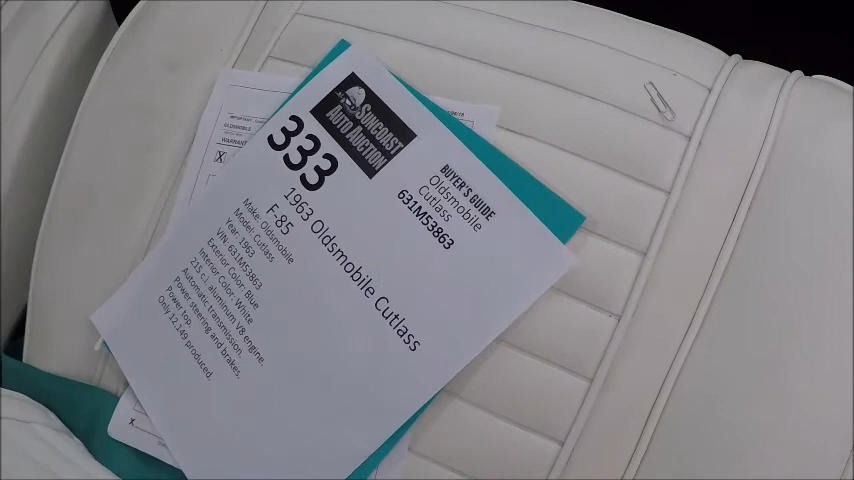 SUNCOAST
AUTO AUCTION
333
BUYER'S GUIDE
Oldsmobile
Cutlass
631M53863
1963 Oldsmobile Cutlass
F-85
Make: Oldsmobile
Model: Cutlass
Year: 1963
VIN: 631M53863
Exterior Color: Blue
Interior Color: White
215 c.i. aluminum V8 engine.
Automatic transmission.
Power steering and brakes.
Power top.
Only 12,149 produced.
OLDSMOBILE
WARRANT
X
X